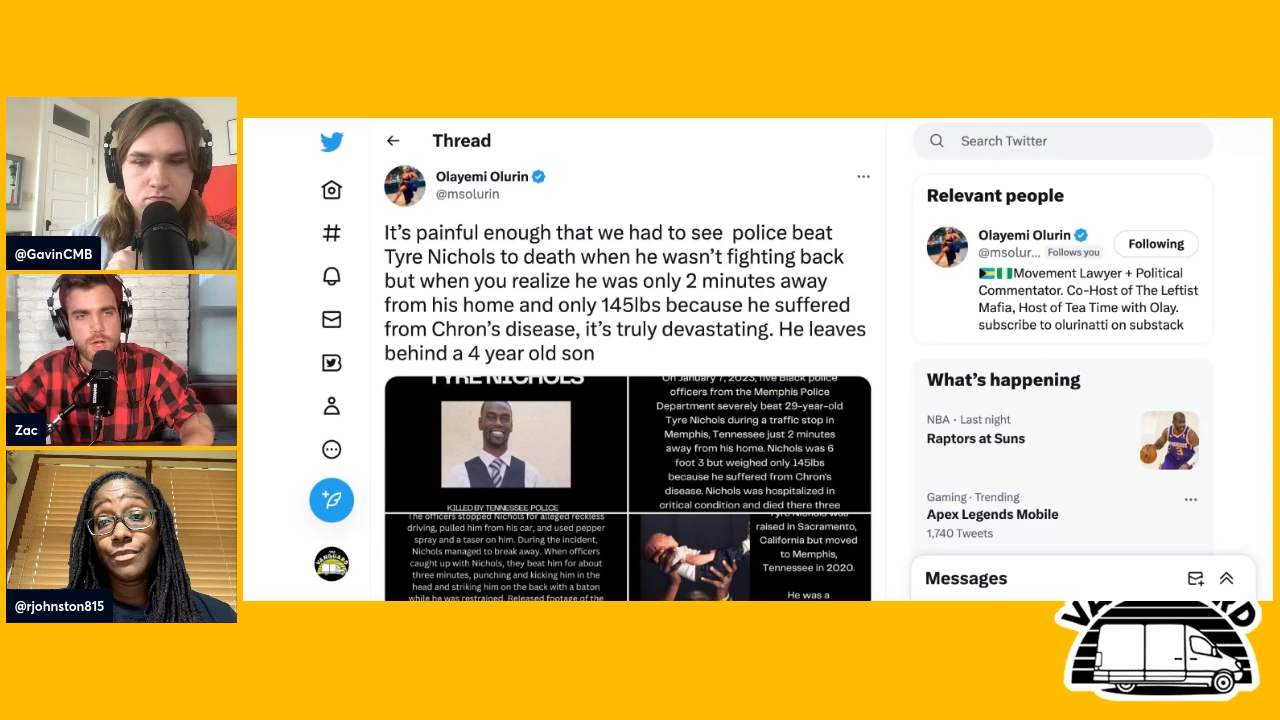 @GavinCMB
Zac
@rjohnston815
Thread
Olayemi Olurin
@msolurin
It's painful enough that we had to see police beat
Tyre Nichols to death when he wasn't fighting back
but when you realize he was only 2 minutes away
from his home and only 145lbs because he suffered
from Chron's disease, it's truly devastating. He leaves
behind a 4 year old son
TYRE NICHOLS
KILLED BY TENNESSEE POLICE
On January 7, 2023, five Black police
officers from the Memphis Police
Department severely beat 29-year-old
Tyre Nichols during a traffic stop in
Memphis, Tennessee just 2 minutes
away from his home. Nichols was 6
foot 3 but weighed only 145lbs
because he suffered from Chron's
disease. Nichols was hospitalized in
critical condition and died there three
The officers stopped Nichols for alleged reckless
driving, pulled him from his car, and used pepper
spray and a taser on him. During the incident,
Nichols managed to break away. When officers
caught up with Nichols, they beat him for about
three minutes, punching and kicking him in the
head and striking him on the back with a baton
while he was restrained. Released footage of the
Tyre Nichols was
raised in Sacramento,
California but moved
to Memphis,
Tennessee in 2020.
He was a
Search Twitter
Relevant people
Olayemi Olurin
@msolur... Follows you
Following
Movement Lawyer + Political
Commentator. Co-Host of The Leftist
Mafia, Host of Tea Time with Olay.
subscribe to olurinatti on substack
What's happening
NBA · Last night
Raptors at Suns
Gaming · Trending
Apex Legends Mobile
1,740 Tweets
Messages
VANGUARD